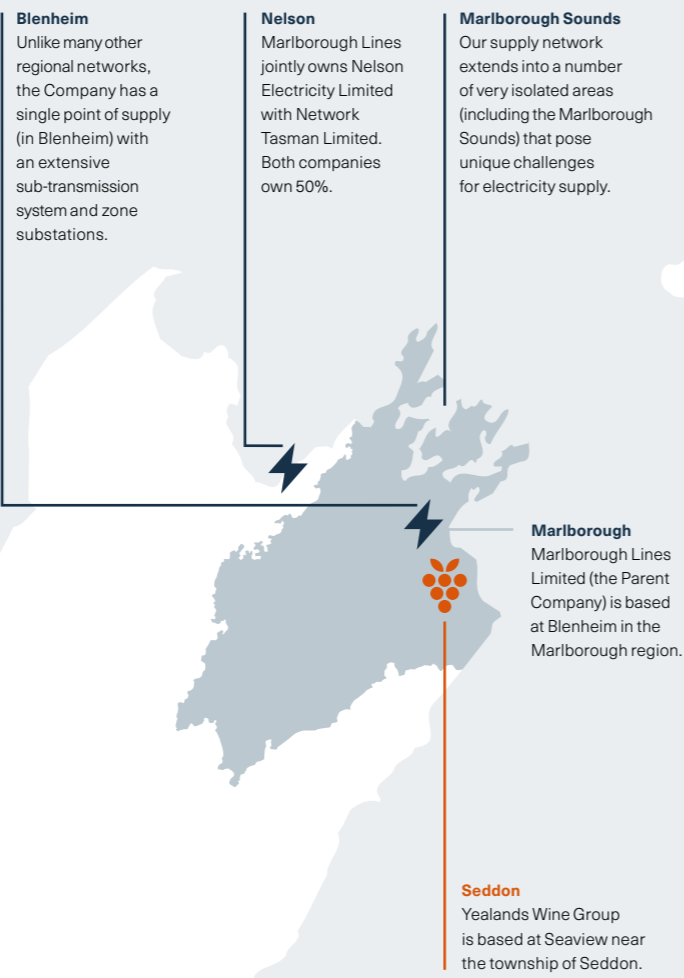 Blenheim
Unlike many other
regional networks,
the Company has a
single point of supply
(in Blenheim) with
an extensive
sub-transmission
system and zone
substations.
Nelson
Marlborough Lines
jointly owns Nelson
Electricity Limited
with Network
Tasman Limited.
Both companies
own 50%.
Marlborough Sounds
Our supply network
extends into a number
of very isolated areas
(including the Marlborough
Sounds) that pose
unique challenges
for electricity supply.
Marlborough
Marlborough Lines
Limited (the Parent
Company) is based
at Blenheim in the
Marlborough region.
Seddon
Yealands Wine Group
is based at Seaview near
the township of Seddon.